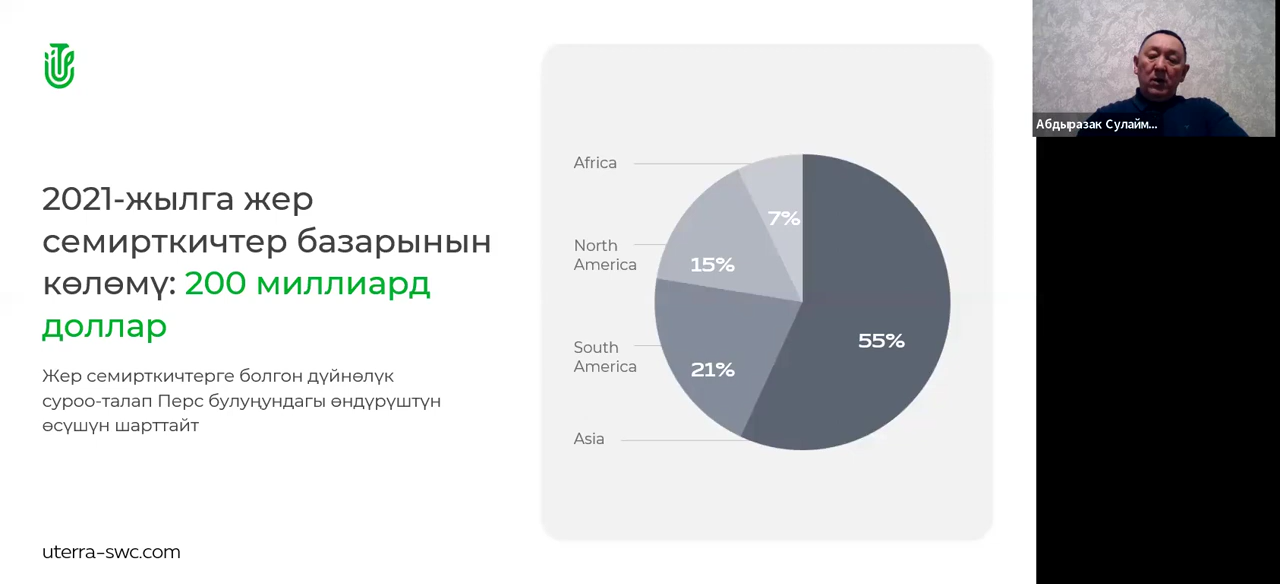 2021-жылга жер
семирткичтер базарынын
көлөмү: 200 миллиард
доллар
Жер семирткичтерге болгон дүйнөлүк
суроо-талап Перс булуңундагы өндүрүштүн
өсүшүн шарттайт
uterra-swc.com
Africa
7%
North
America
15%
South
America
21%
55%
Asia
Абдыразак Сулайм...